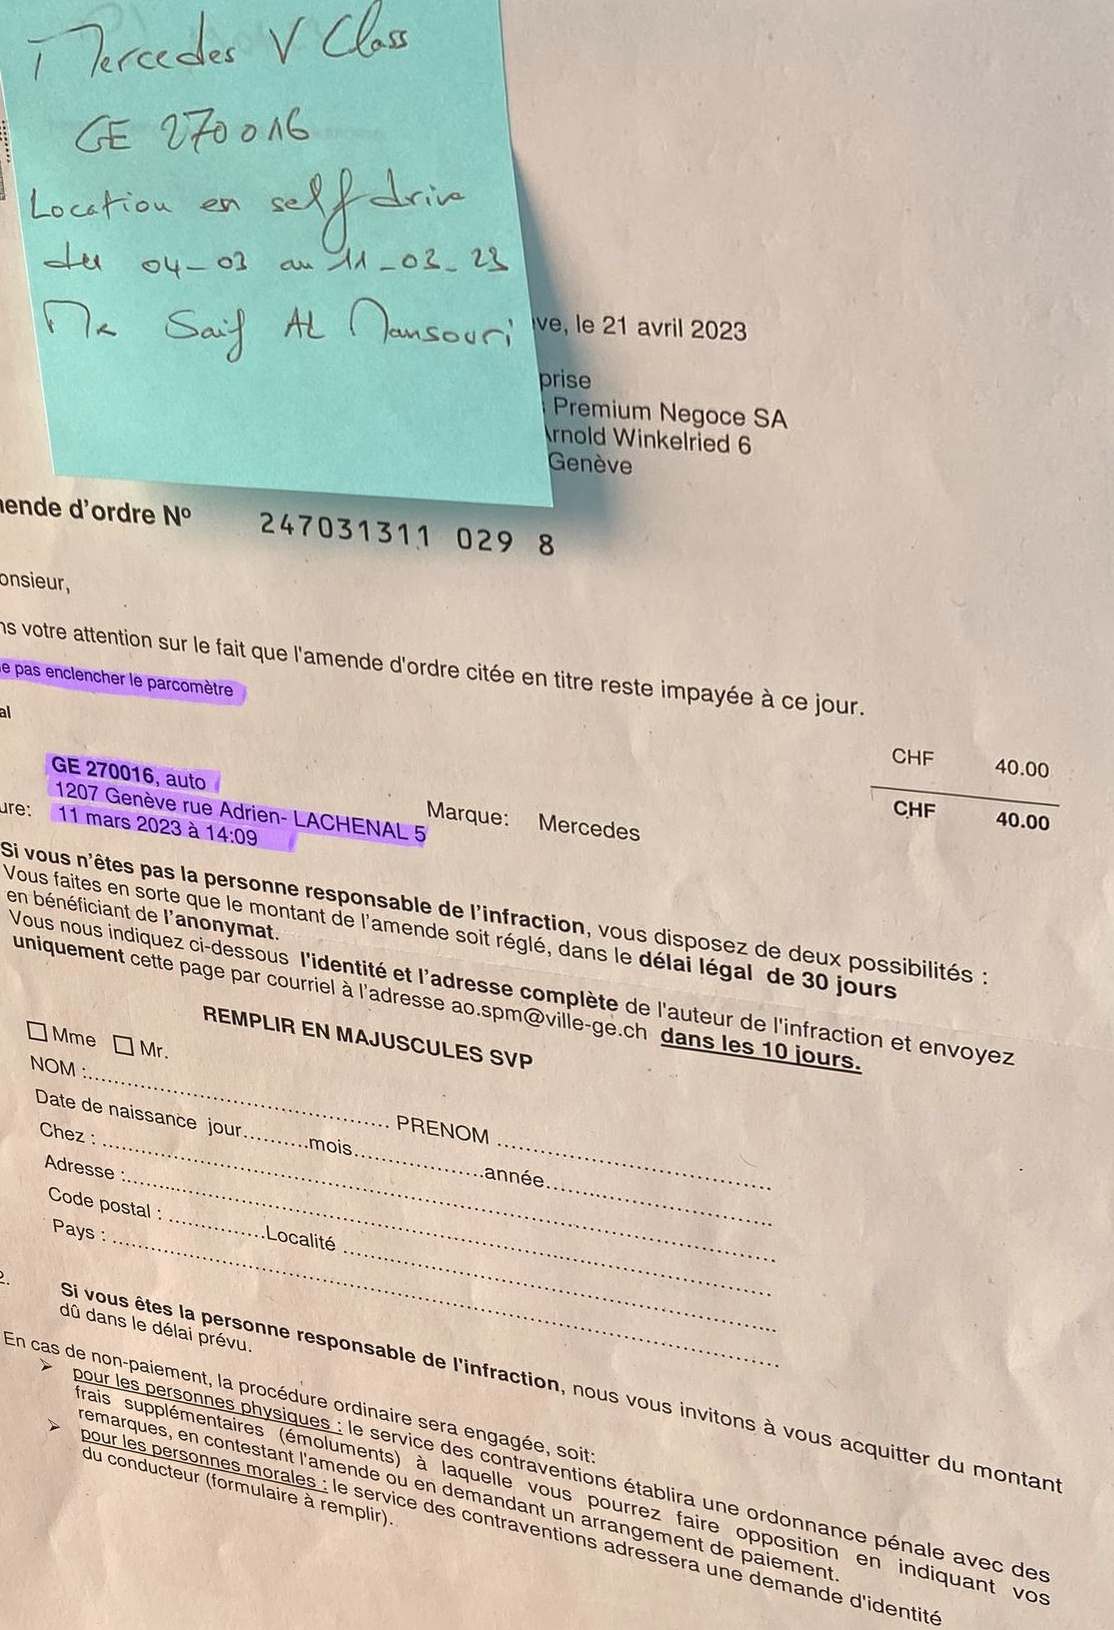 Mercedes V Class
GE 270016
Location en self drive
du 04-03 au 11-03-23
Mr Saif AL Mansouri
ve, le 21 avril 2023
prise
Premium Negoce SA
Arnold Winkelried 6
Genève
ende d'ordre Nº 247031311 029 8
onsieur,
ns votre attention sur le fait que l'amende d'ordre citée en titre reste impayée à ce jour.
e pas enclencher le parcomètre
al
CHF 40.00
CHF 40.00
GE 270016, auto
1207 Genève rue Adrien- LACHENAL 5 Marque: Mercedes
ure: 11 mars 2023 à 14:09
Si vous n'êtes pas la personne responsable de l'infraction, vous disposez de deux possibilités :
Vous faites en sorte que le montant de l'amende soit réglé, dans le délai légal de 30 jours
en bénéficiant de l'anonymat.
Vous nous indiquez ci-dessous l'identité et l'adresse complète de l'auteur de l'infraction et envoyez
uniquement cette page par courriel à l'adresse ao.spm@ville-ge.ch dans les 10 jours.
REMPLIR EN MAJUSCULES SVP
Mme Mr.
NOM :........................................ PRENOM ........................................
Date de naissance jour..........mois....................année........................................
Chez : ................................................................................
Adresse :................................................................................
Code postal : ...............Localité ............................................................
Pays : ................................................................................
2.
Si vous êtes la personne responsable de l'infraction, nous vous invitons à vous acquitter du montant
dû dans le délai prévu.
En cas de non-paiement, la procédure ordinaire sera engagée, soit:
➢ pour les personnes physiques : le service des contraventions établira une ordonnance pénale avec des
frais supplémentaires (émoluments) à laquelle vous pourrez faire opposition en indiquant vos
remarques, en contestant l'amende ou en demandant un arrangement de paiement.
➢ pour les personnes morales : le service des contraventions adressera une demande d'identité
du conducteur (formulaire à remplir).